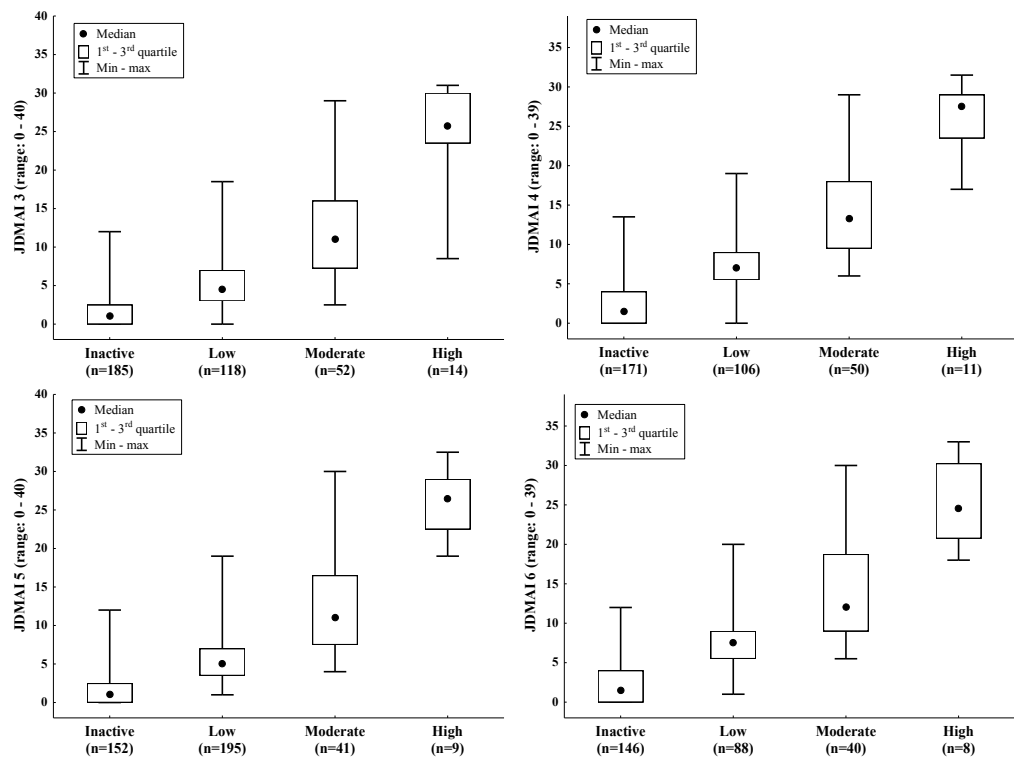 JDMAI 3 (range: 0 - 40)
40
35
30
25
20
15
10
5
0
Median
1st - 3rd quartile
Min - max
Inactive Low Moderate High
(n=185) (n=118) (n=52) (n=14)
JDMAI 4 (range: 0 - 39)
35
30
25
20
15
10
5
0
Median
1st - 3rd quartile
Min - max
Inactive Low Moderate High
(n=171) (n=106) (n=50) (n=11)
JDMAI 5 (range: 0 - 40)
40
35
30
25
20
15
10
5
0
Median
1st - 3rd quartile
Min - max
Inactive Low Moderate High
(n=152) (n=195) (n=41) (n=9)
JDMAI 6 (range: 0 - 39)
35
30
25
20
15
10
5
0
Median
1st - 3rd quartile
Min - max
Inactive Low Moderate High
(n=146) (n=88) (n=40) (n=8)